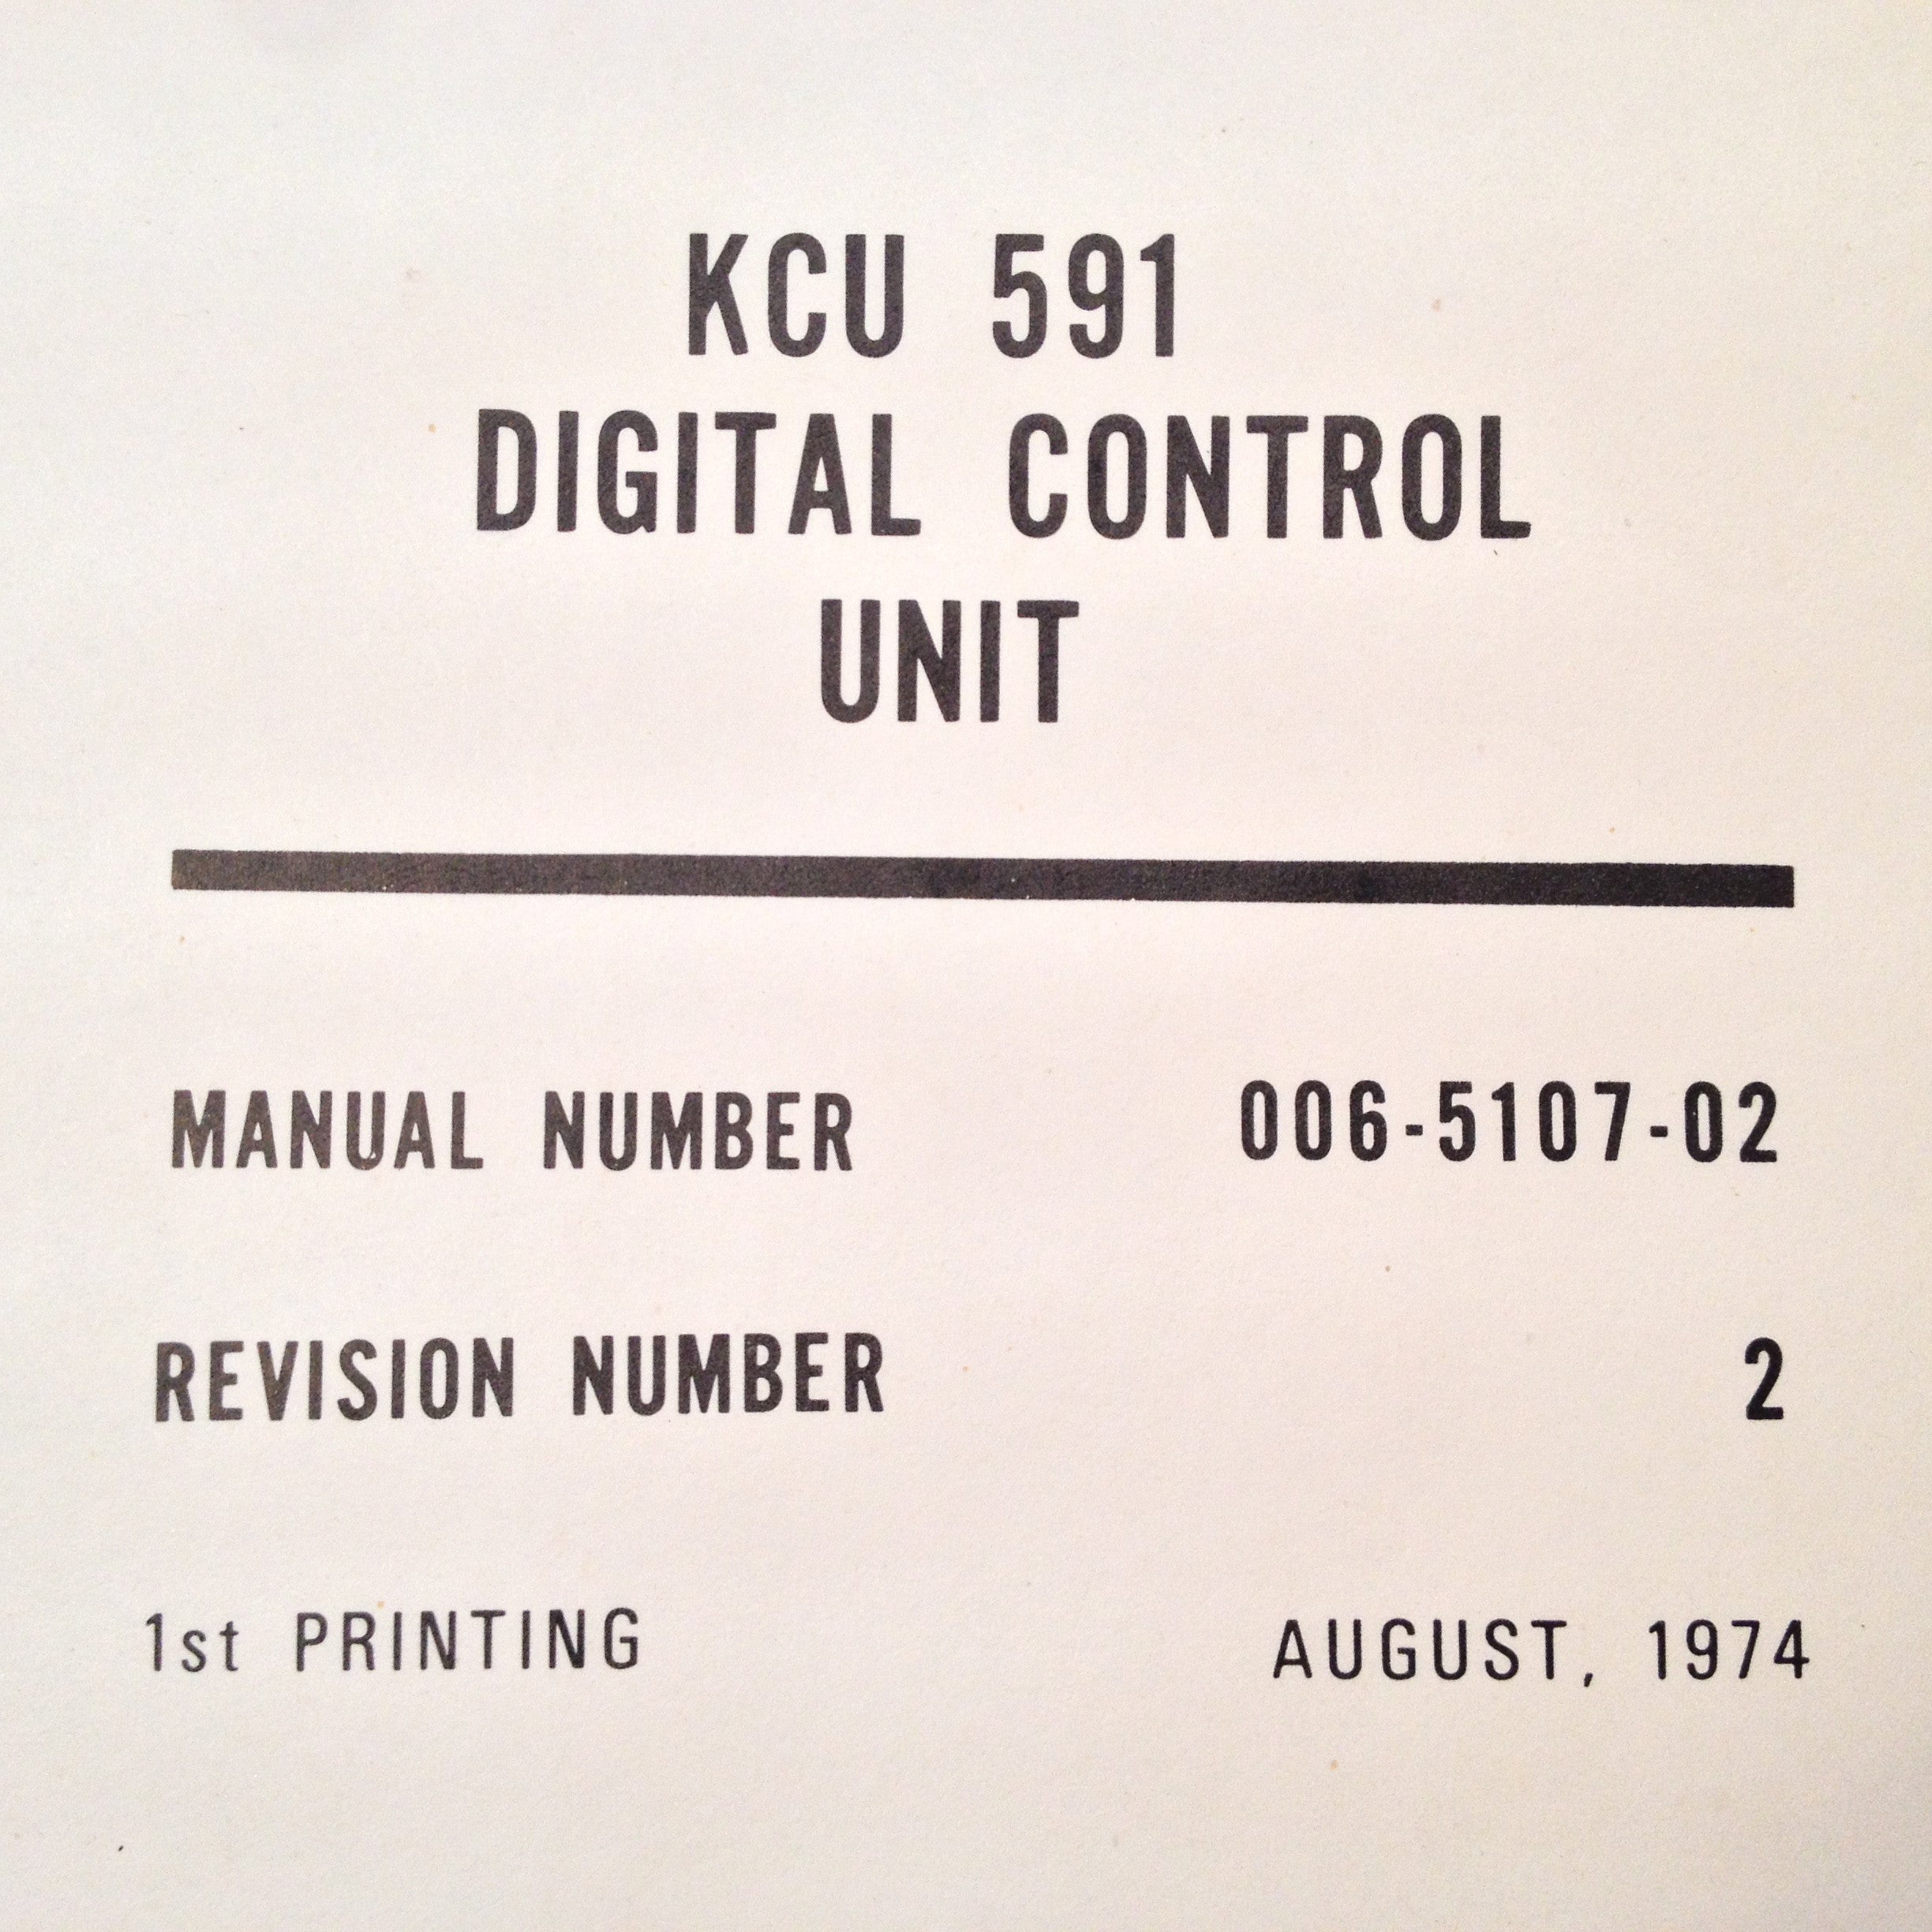 KCU 591
DIGITAL CONTROL
UNIT
MANUAL NUMBER 006-5107-02
REVISION NUMBER 2
1st PRINTING AUGUST, 1974